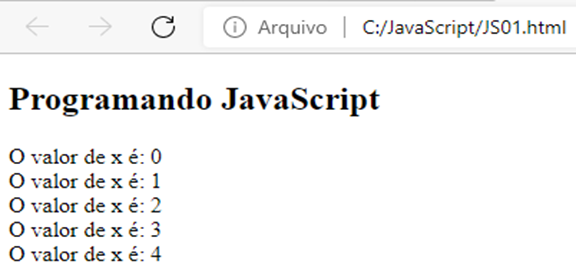 Arquivo | C:/JavaScript/JS01.html
Programando JavaScript
O valor de x é: 0
O valor de x é: 1
O valor de x é: 2
O valor de x é: 3
O valor de x é: 4